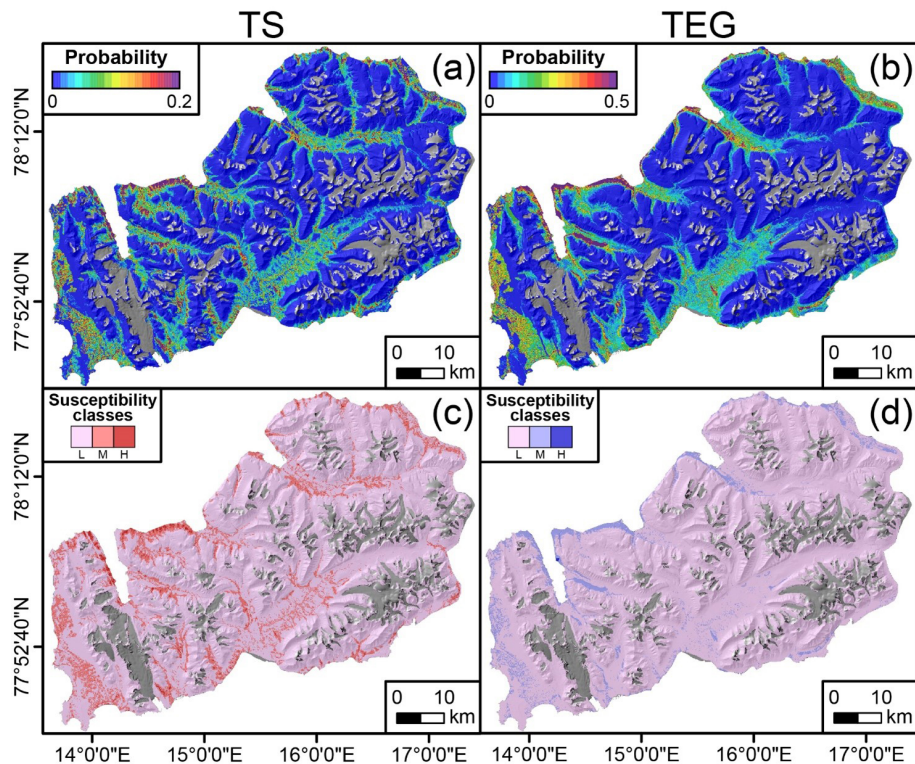 TS TEG
Probability
0 0.2
(a)
Probability
0 0.5
(b)
78°12'0"N
77°52'40"N
0 10
km
0 10
km
Susceptibility
classes
L M H
(c)
Susceptibility
classes
L M H
(d)
78°12'0"N
77°52'40"N
0 10
km
0 10
km
14°0'0"E 15°0'0"E 16°0'0"E 17°0'0"E 14°0'0"E 15°0'0"E 16°0'0"E 17°0'0"E